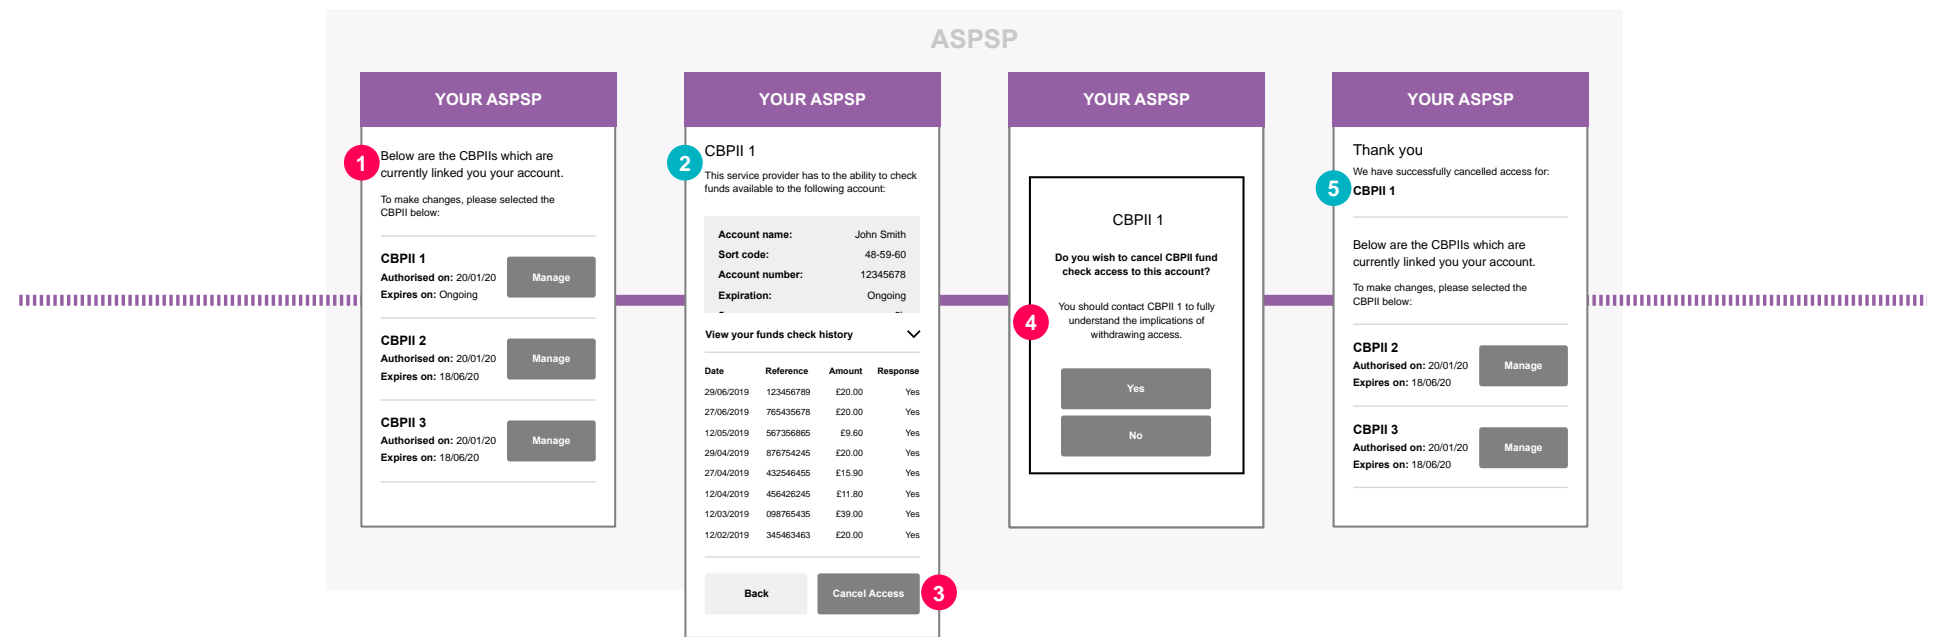 ASPSP
YOUR ASPSP
1
Below are the CBPIIs which are
currently linked you your account.
To make changes, please selected the
CBPII below:
CBPII 1
Authorised on: 20/01/20
Expires on: Ongoing
Manage
CBPII 2
Authorised on: 20/01/20
Expires on: 18/06/20
Manage
CBPII 3
Authorised on: 20/01/20
Expires on: 18/06/20
Manage
YOUR ASPSP
2
CBPII 1
This service provider has to the ability to check
funds available to the following account:
Account name: John Smith
Sort code: 48-59-60
Account number: 12345678
Expiration: Ongoing
View your funds check history
Date Reference Amount Response
29/06/2019 123456789 £20.00 Yes
27/06/2019 765435678 £20.00 Yes
12/05/2019 567356865 £9.60 Yes
29/04/2019 876754245 £20.00 Yes
27/04/2019 432546455 £15.90 Yes
12/04/2019 456426245 £11.80 Yes
12/03/2019 098765435 £39.00 Yes
12/02/2019 345463463 £20.00 Yes
Back
Cancel Access
3
YOUR ASPSP
CBPII 1
Do you wish to cancel CBPII fund
check access to this account?
4
You should contact CBPII 1 to fully
understand the implications of
withdrawing access.
Yes
No
YOUR ASPSP
Thank you
We have successfully cancelled access for:
5
CBPII 1
Below are the CBPIIs which are
currently linked you your account.
To make changes, please selected the
CBPII below:
CBPII 2
Authorised on: 20/01/20
Expires on: 18/06/20
Manage
CBPII 3
Authorised on: 20/01/20
Expires on: 18/06/20
Manage